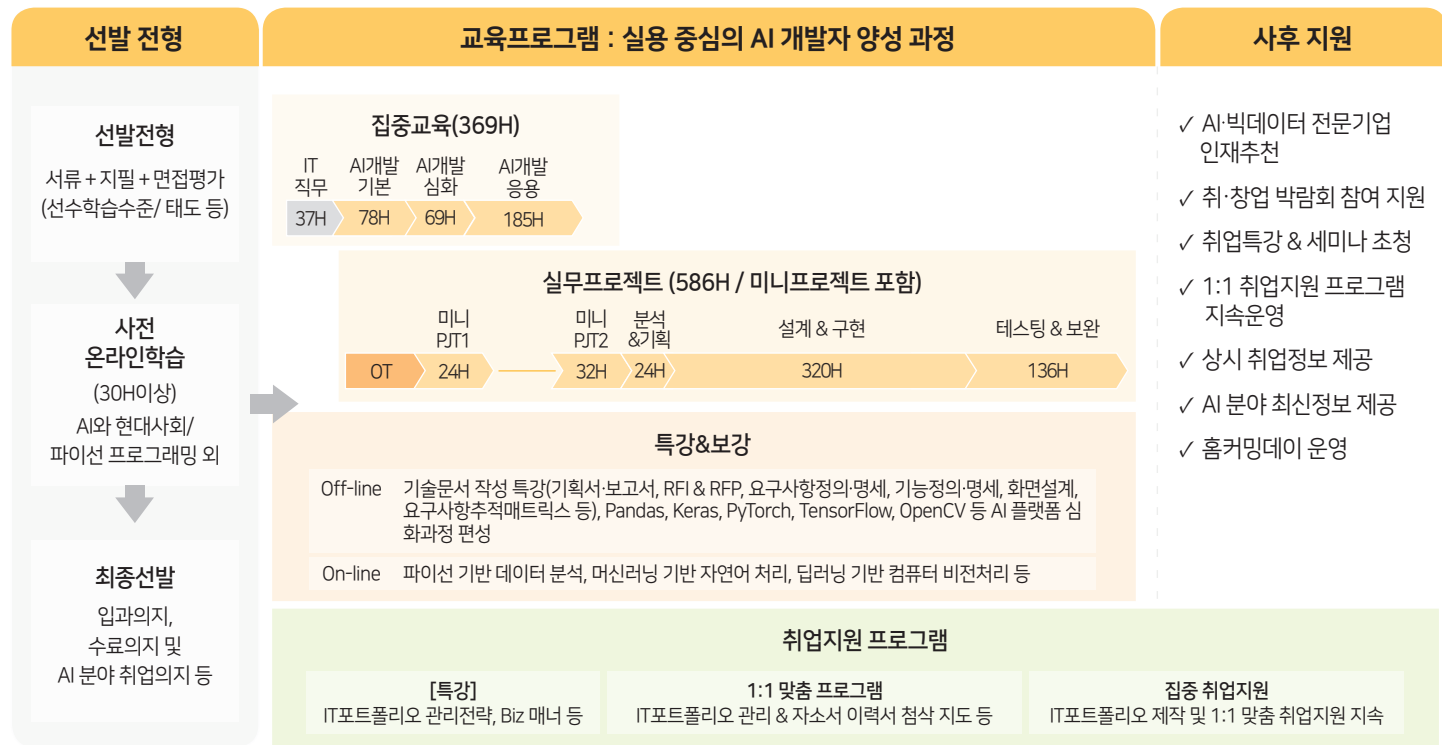 선발 전형
선발전형
서류 + 지필 + 면접평가
(선수학습수준/ 태도 등)
사전
온라인학습
(30H이상)
AI와 현대사회/
파이선 프로그래밍 외
최종선발
입과의지,
수료의지 및
AI 분야 취업의지 등
교육프로그램 : 실용 중심의 AI 개발자 양성 과정
집중교육(369H)
IT
직무
AI개발
기본
AI개발
심화
AI개발
응용
37H
78H
69H
185H
실무프로젝트 (586H / 미니프로젝트 포함)
미니
PJT1
미니
PJT2
분석
&기획
설계 & 구현
테스팅 & 보완
OT
24H
32H
24H
320H
136H
특강&보강
Off-line
기술문서 작성 특강(기획서·보고서, RFI & RFP, 요구사항정의·명세, 기능정의·명세, 화면설계,
요구사항추적매트릭스 등), Pandas, Keras, PyTorch, TensorFlow, OpenCV 등 AI 플랫폼 심
화과정 편성
On-line
파이선 기반 데이터 분석, 머신러닝 기반 자연어 처리, 딥러닝 기반 컴퓨터 비전처리 등
취업지원 프로그램
[특강]
IT포트폴리오 관리전략, Biz 매너 등
1:1 맞춤 프로그램
IT포트폴리오 관리 & 자소서 이력서 첨삭 지도 등
집중 취업지원
IT포트폴리오 제작 및 1:1 맞춤 취업지원 지속
사후 지원
✓ AI·빅데이터 전문기업
인재추천
✓ 취·창업 박람회 참여 지원
✓ 취업특강 & 세미나 초청
✓ 1:1 취업지원 프로그램
지속운영
✓ 상시 취업정보 제공
✓ AI 분야 최신정보 제공
✓ 홈커밍데이 운영